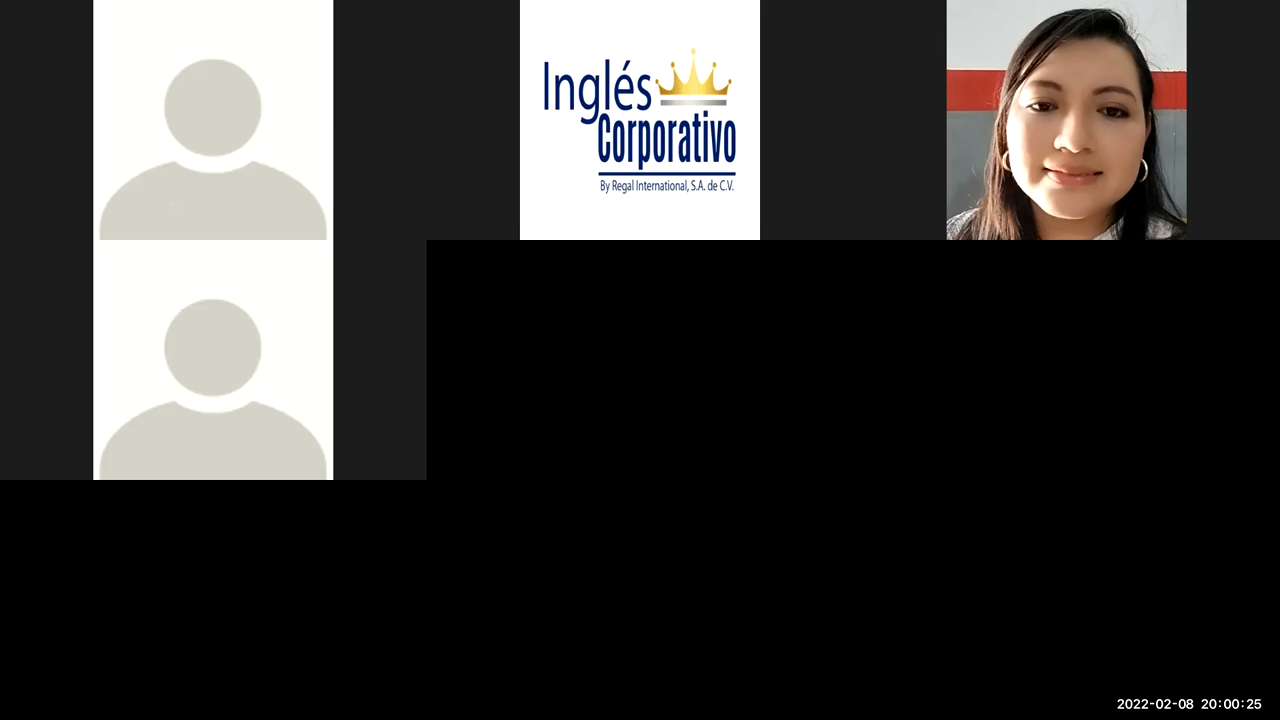 Inglés
Corporativo
By Regal International, S.A. de C.V.
2022-02-08 20:00:25